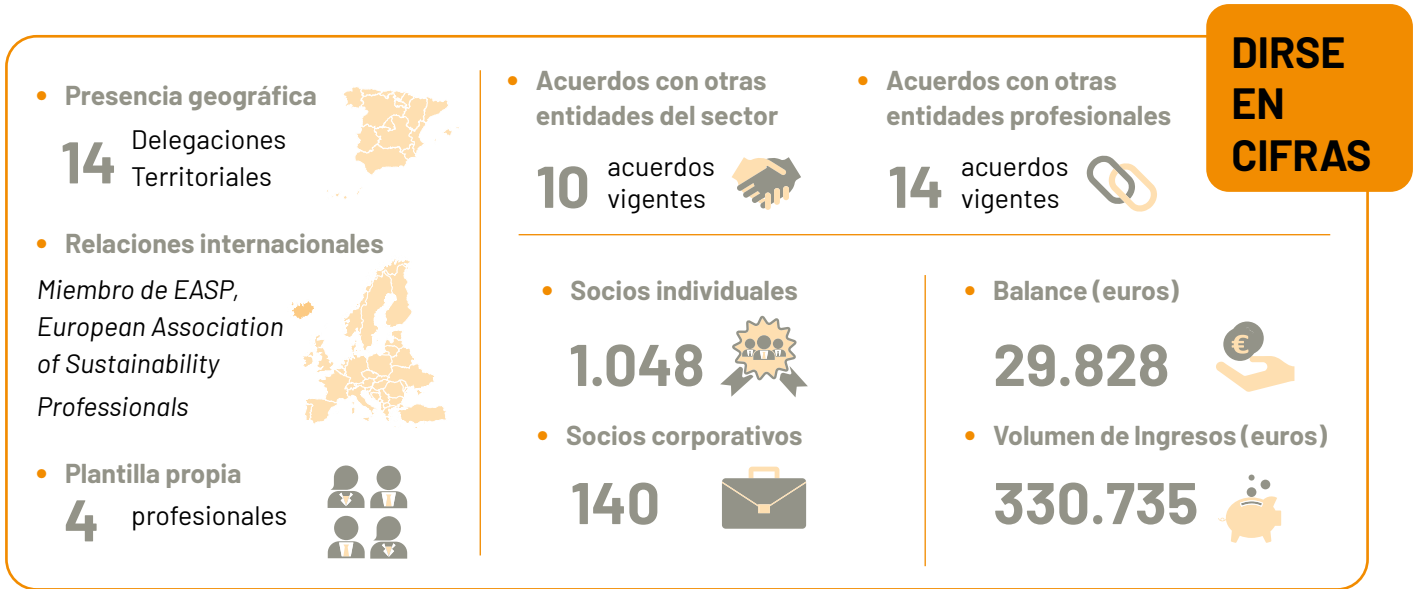 DIRSE
EN
CIFRAS
• Presencia geográfica
14 Delegaciones
Territoriales
• Relaciones internacionales
Miembro de EASP,
European Association
of Sustainability
Professionals
• Plantilla propia
4 profesionales
• Acuerdos con otras
entidades del sector
10 acuerdos
vigentes
• Acuerdos con otras
entidades profesionales
14 acuerdos
vigentes
• Socios individuales
1.048
• Socios corporativos
140
• Balance (euros)
29.828
€
• Volumen de Ingresos (euros)
330.735